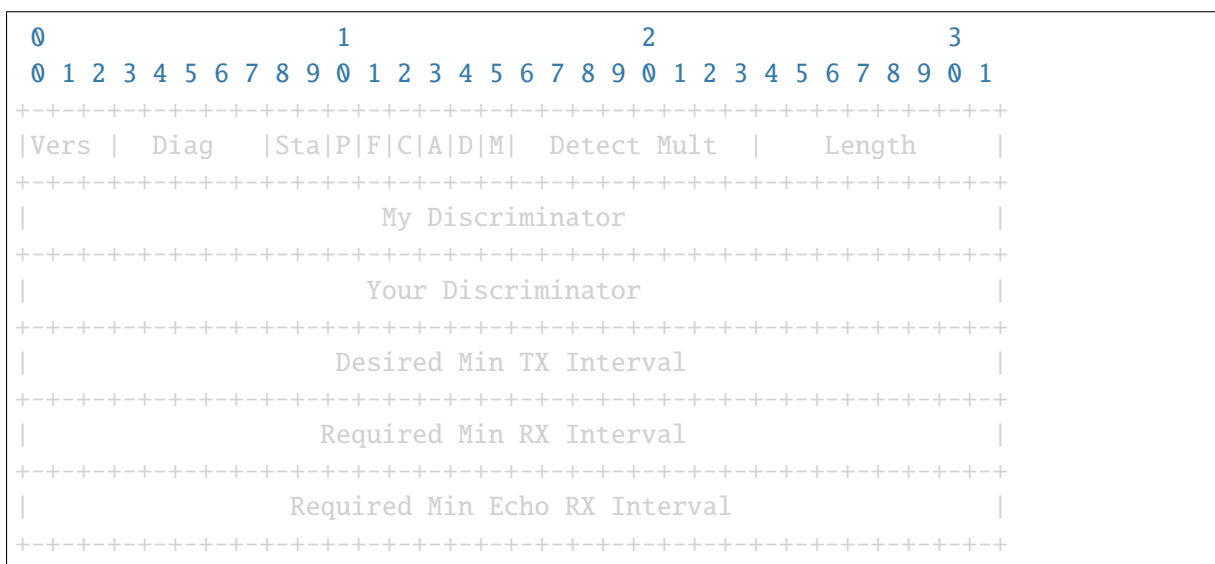 0                   1                   2                   3
 0 1 2 3 4 5 6 7 8 9 0 1 2 3 4 5 6 7 8 9 0 1 2 3 4 5 6 7 8 9 0 1
+-+-+-+-+-+-+-+-+-+-+-+-+-+-+-+-+-+-+-+-+-+-+-+-+-+-+-+-+-+-+-+-+
|Vers |  Diag   |Sta|P|F|C|A|D|M|  Detect Mult  |    Length     |
+-+-+-+-+-+-+-+-+-+-+-+-+-+-+-+-+-+-+-+-+-+-+-+-+-+-+-+-+-+-+-+-+
|                       My Discriminator                        |
+-+-+-+-+-+-+-+-+-+-+-+-+-+-+-+-+-+-+-+-+-+-+-+-+-+-+-+-+-+-+-+-+
|                      Your Discriminator                       |
+-+-+-+-+-+-+-+-+-+-+-+-+-+-+-+-+-+-+-+-+-+-+-+-+-+-+-+-+-+-+-+-+
|                    Desired Min TX Interval                    |
+-+-+-+-+-+-+-+-+-+-+-+-+-+-+-+-+-+-+-+-+-+-+-+-+-+-+-+-+-+-+-+-+
|                   Required Min RX Interval                    |
+-+-+-+-+-+-+-+-+-+-+-+-+-+-+-+-+-+-+-+-+-+-+-+-+-+-+-+-+-+-+-+-+
|                 Required Min Echo RX Interval                 |
+-+-+-+-+-+-+-+-+-+-+-+-+-+-+-+-+-+-+-+-+-+-+-+-+-+-+-+-+-+-+-+-+